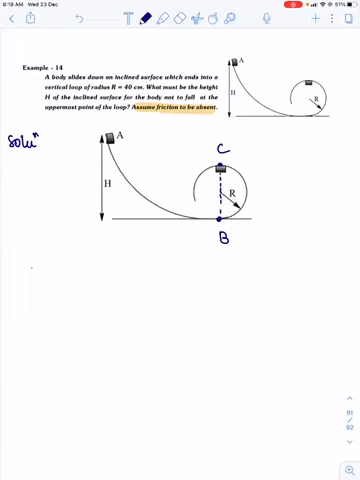 8:19 AM Wed 23 Dec
51%
T
Example - 14
A body slides down an inclined surface which ends into a
vertical loop of radius R = 40 cm. What must be the height
H of the inclined surface for the body not to fall at the
uppermost point of the loop? Assume friction to be absent.
A
H
R
Soluⁿ
A
C
H
R
B
91
/
92